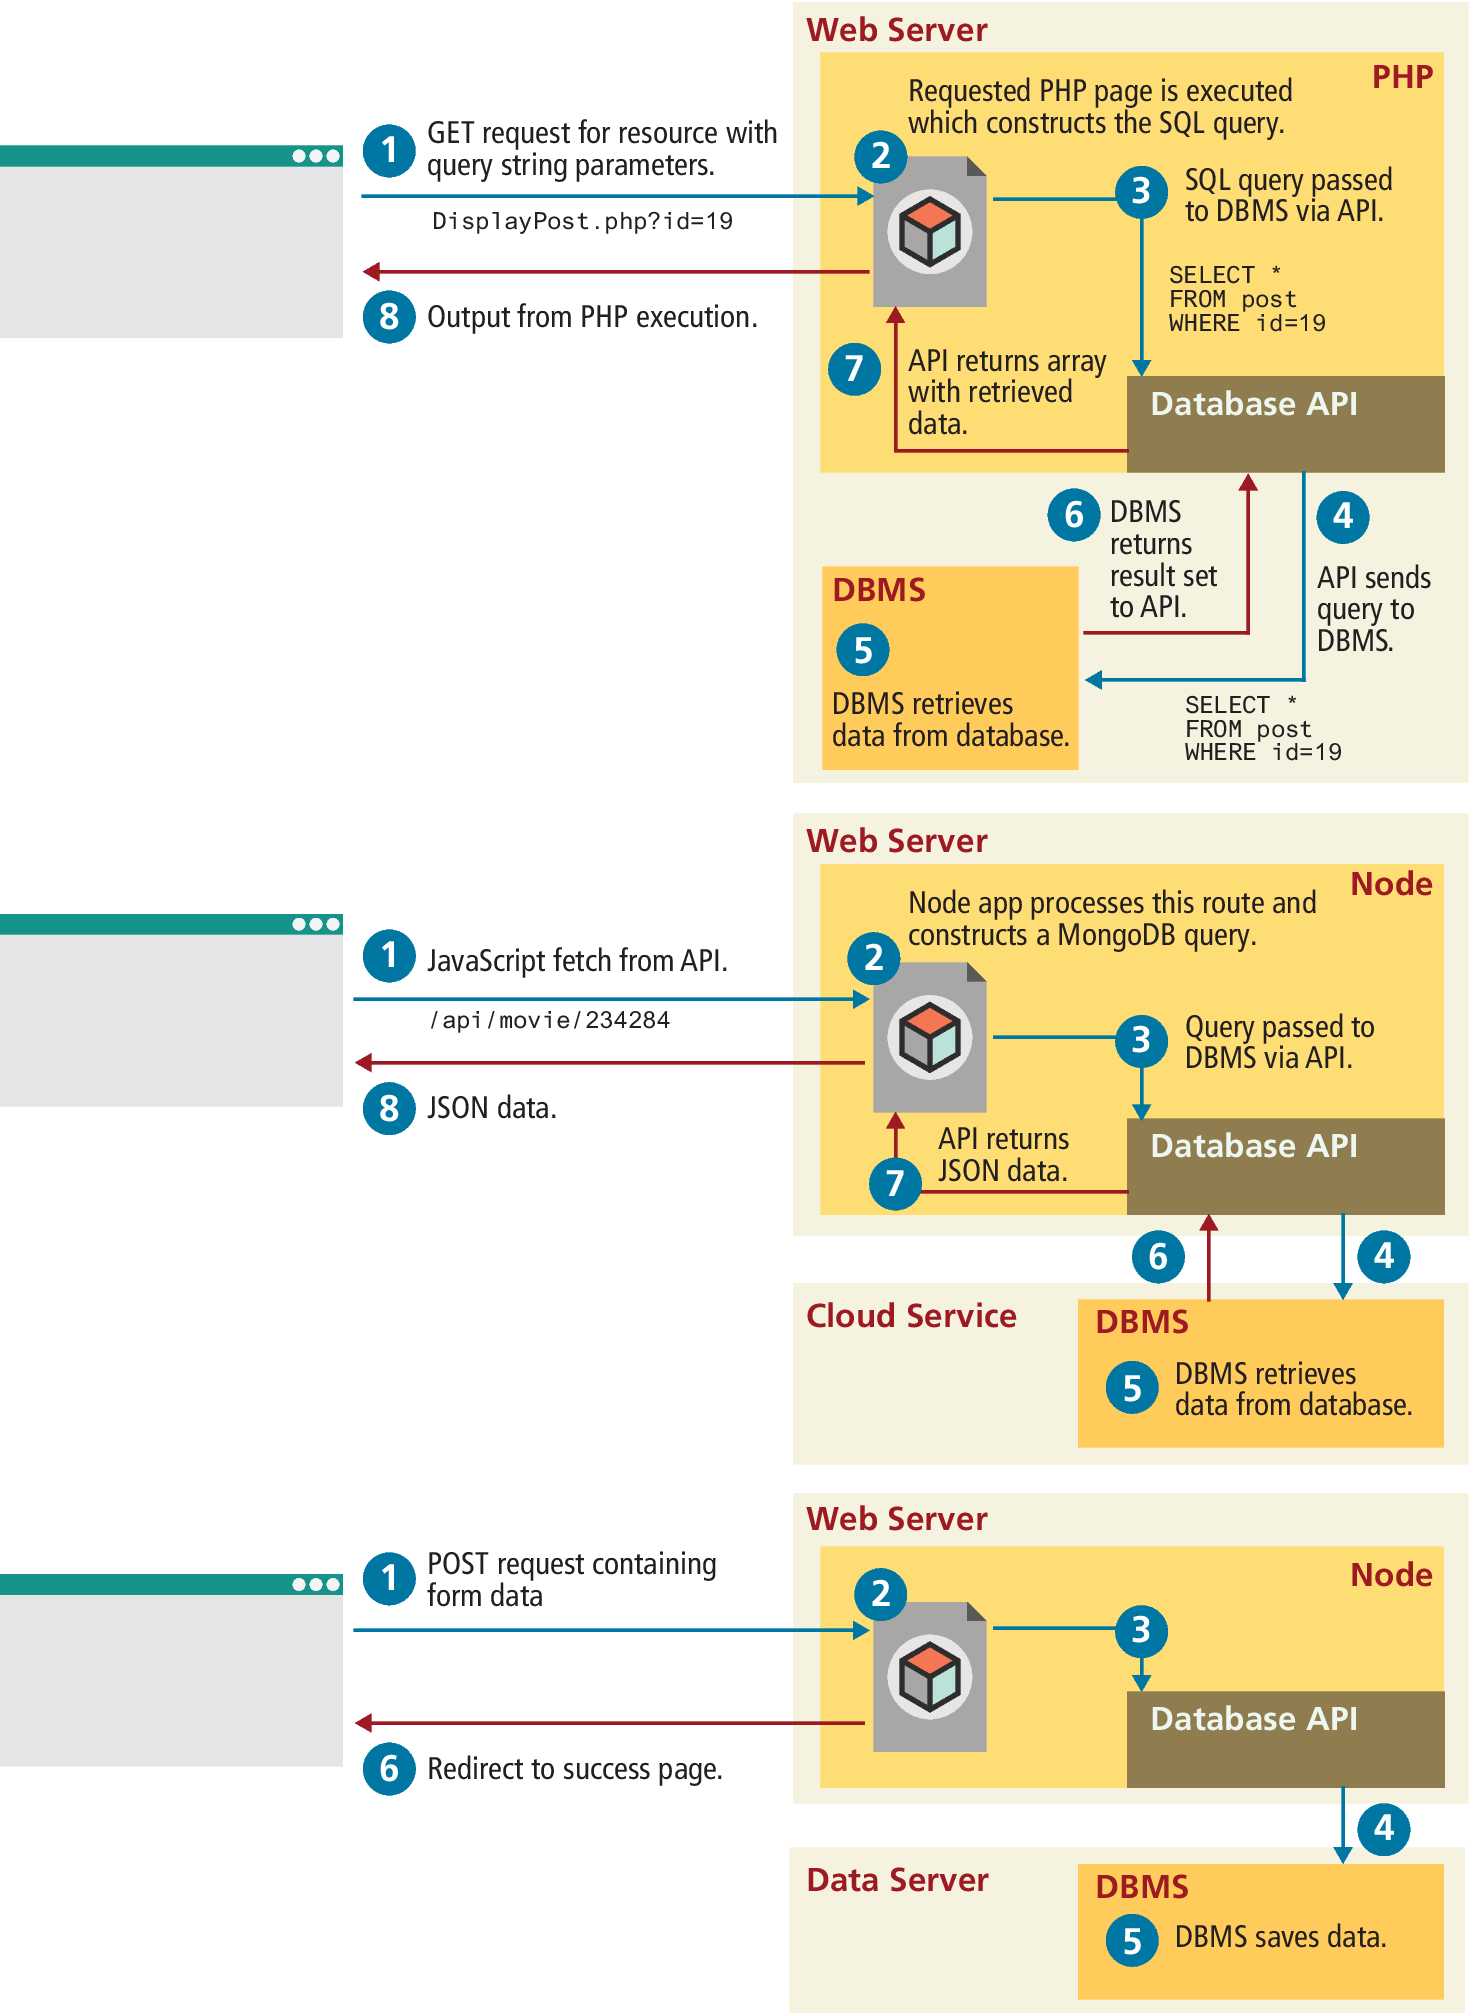 Web Server
PHP
Requested PHP page is executed
which constructs the SQL query.
1
GET request for resource with
query string parameters.
DisplayPost.php?id=19
2
3
SQL query passed
to DBMS via API.
SELECT *
FROM post
WHERE id=19
8
Output from PHP execution.
7
API returns array
with retrieved
data.
Database API
6
DBMS
returns
result set
to API.
4
API sends
query to
DBMS.
SELECT *
FROM post
WHERE id=19
DBMS
5
DBMS retrieves
data from database.
Web Server
Node
Node app processes this route and
constructs a MongoDB query.
1
JavaScript fetch from API.
/api/movie/234284
2
3
Query passed to
DBMS via API.
8
JSON data.
7
API returns
JSON data.
Database API
6
4
Cloud Service
DBMS
5
DBMS retrieves
data from database.
Web Server
Node
1
POST request containing
form data
2
3
Database API
6
Redirect to success page.
4
Data Server
DBMS
5
DBMS saves data.